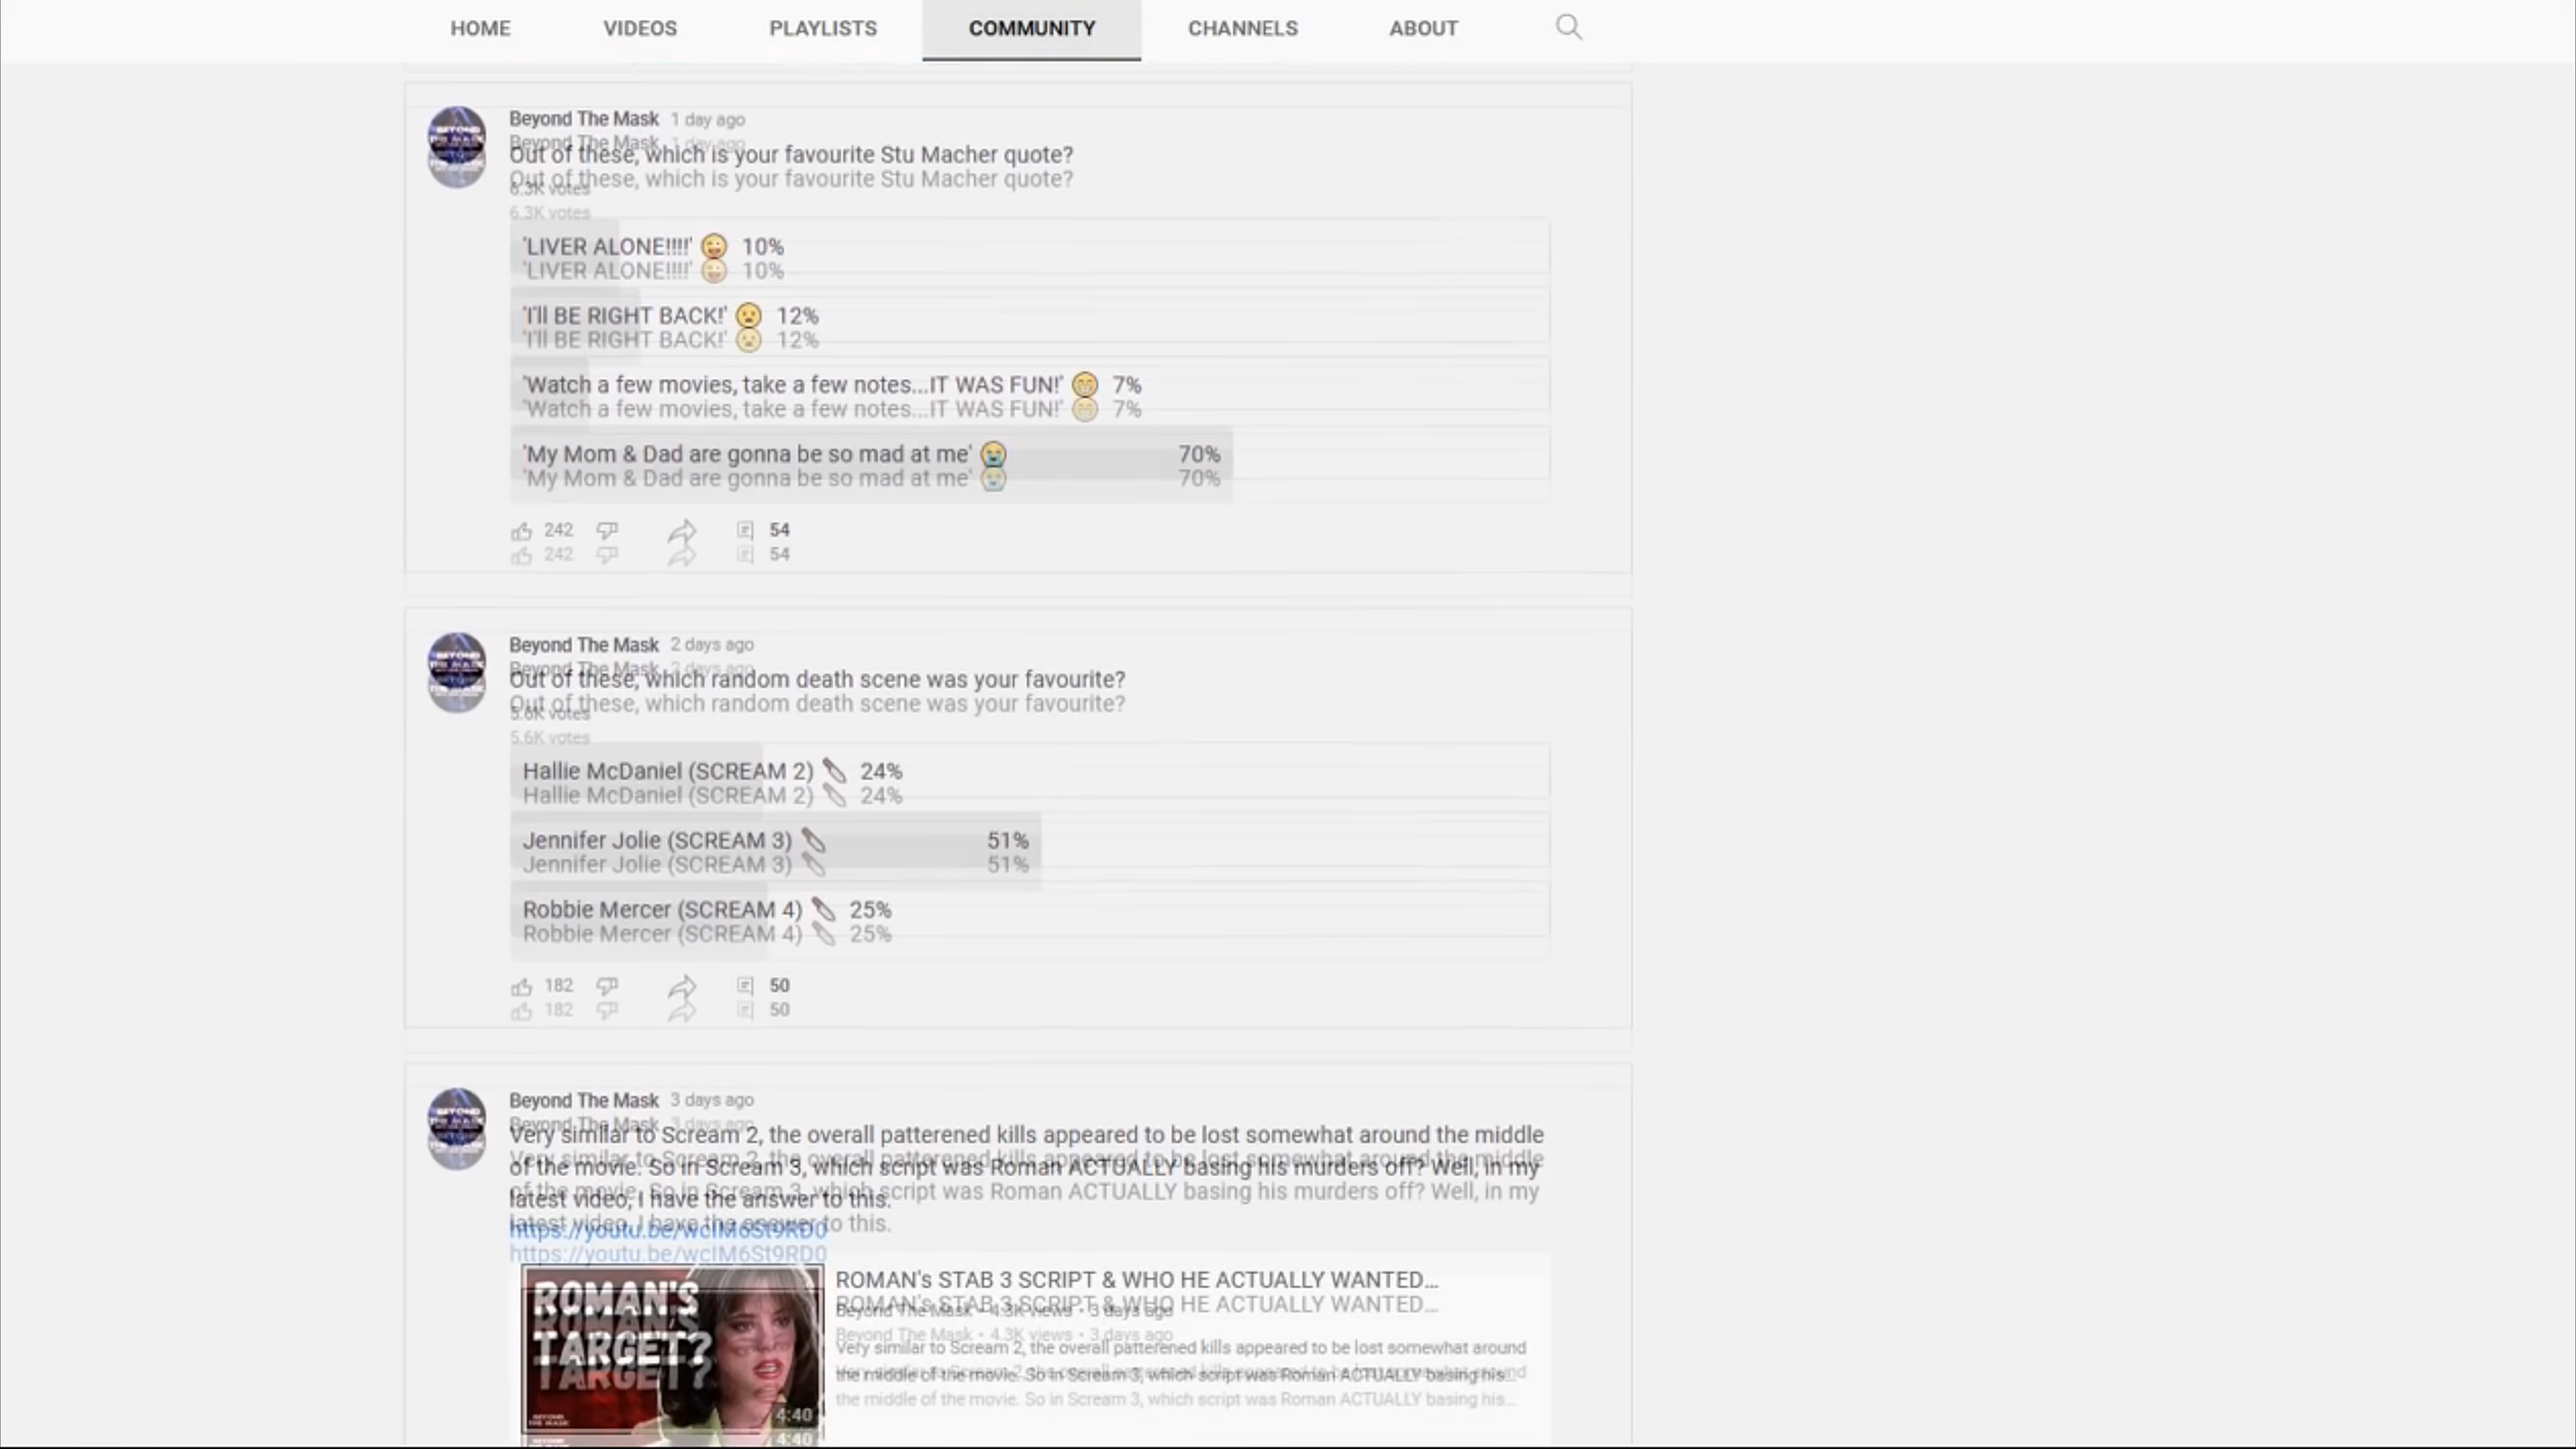 HOME VIDEOS PLAYLISTS COMMUNITY CHANNELS ABOUT
Beyond The Mask 1 day ago
Out of these, which is your favourite Stu Macher quote?
6.3K votes
'LIVER ALONE!!!!' 😜 10%
'I'll BE RIGHT BACK!' 😦 12%
'Watch a few movies, take a few notes...IT WAS FUN!' 😁 7%
'My Mom & Dad are gonna be so mad at me' 😭 70%
242 54
Beyond The Mask 2 days ago
Out of these, which random death scene was your favourite?
5.6K votes
Hallie McDaniel (SCREAM 2) 🔪 24%
Jennifer Jolie (SCREAM 3) 🔪 51%
Robbie Mercer (SCREAM 4) 🔪 25%
182 50
Beyond The Mask 3 days ago
Very similar to Scream 2, the overall patterened kills appeared to be lost somewhat around the middle
of the movie. So in Scream 3, which script was Roman ACTUALLY basing his murders off? Well, in my
latest video, I have the answer to this.
https://youtu.be/wcIM6St9RD0
ROMAN'S
TARGET?
4:40
ROMAN's STAB 3 SCRIPT & WHO HE ACTUALLY WANTED...
Beyond The Mask • 4.3K views • 3 days ago
Very similar to Scream 2, the overall patterened kills appeared to be lost somewhat around
the middle of the movie. So in Scream 3, which script was Roman ACTUALLY basing his...